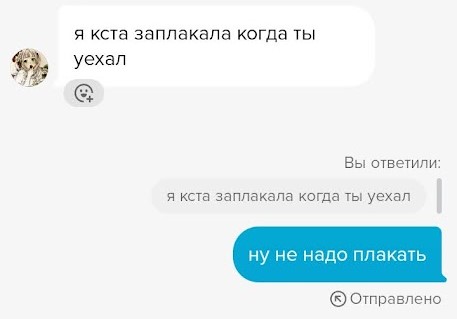 я кста заплакала когда ты
уехал
Вы ответили:
я кста заплакала когда ты уехал
ну не надо плакать
Отправлено